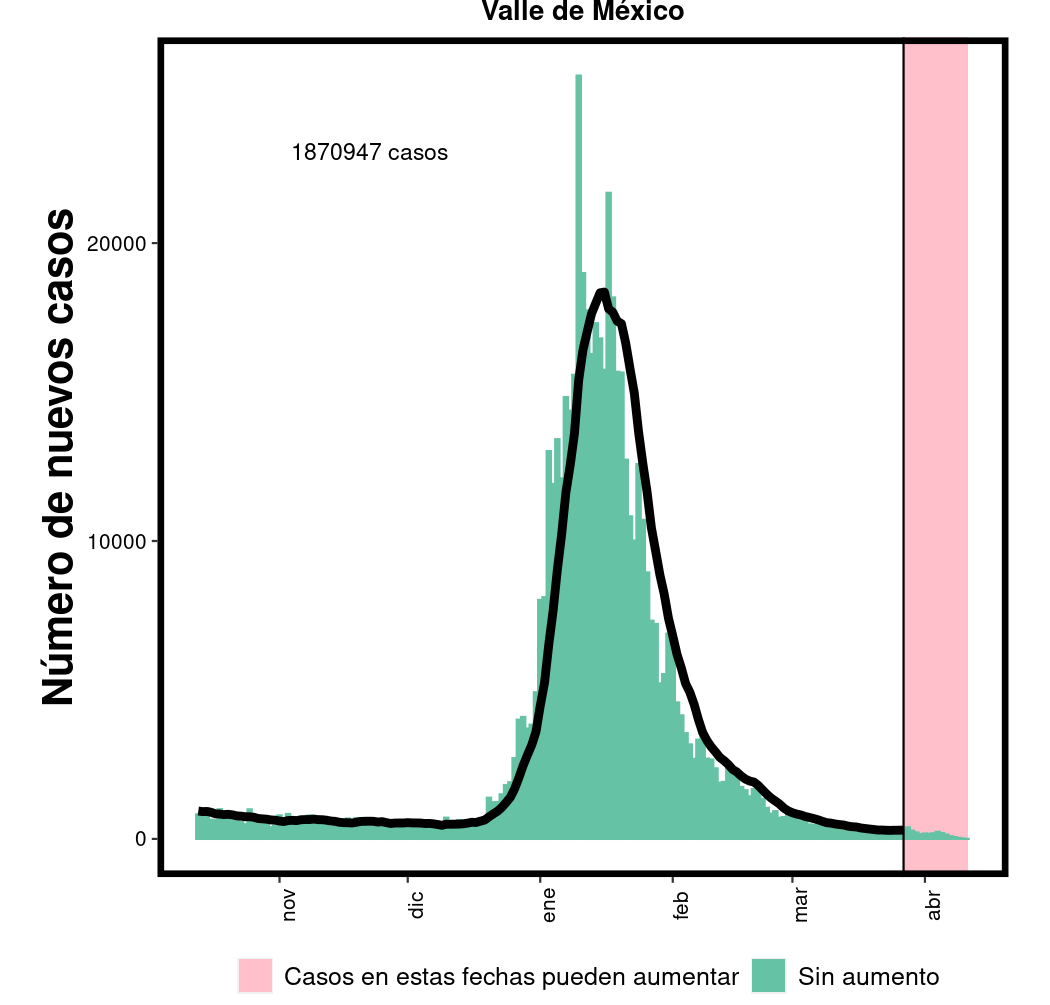 Valle de México
1870947 casos
Número de nuevos casos
20000
10000
0
nov
dic
ene
feb
mar
abr
Casos en estas fechas pueden aumentar
Sin aumento